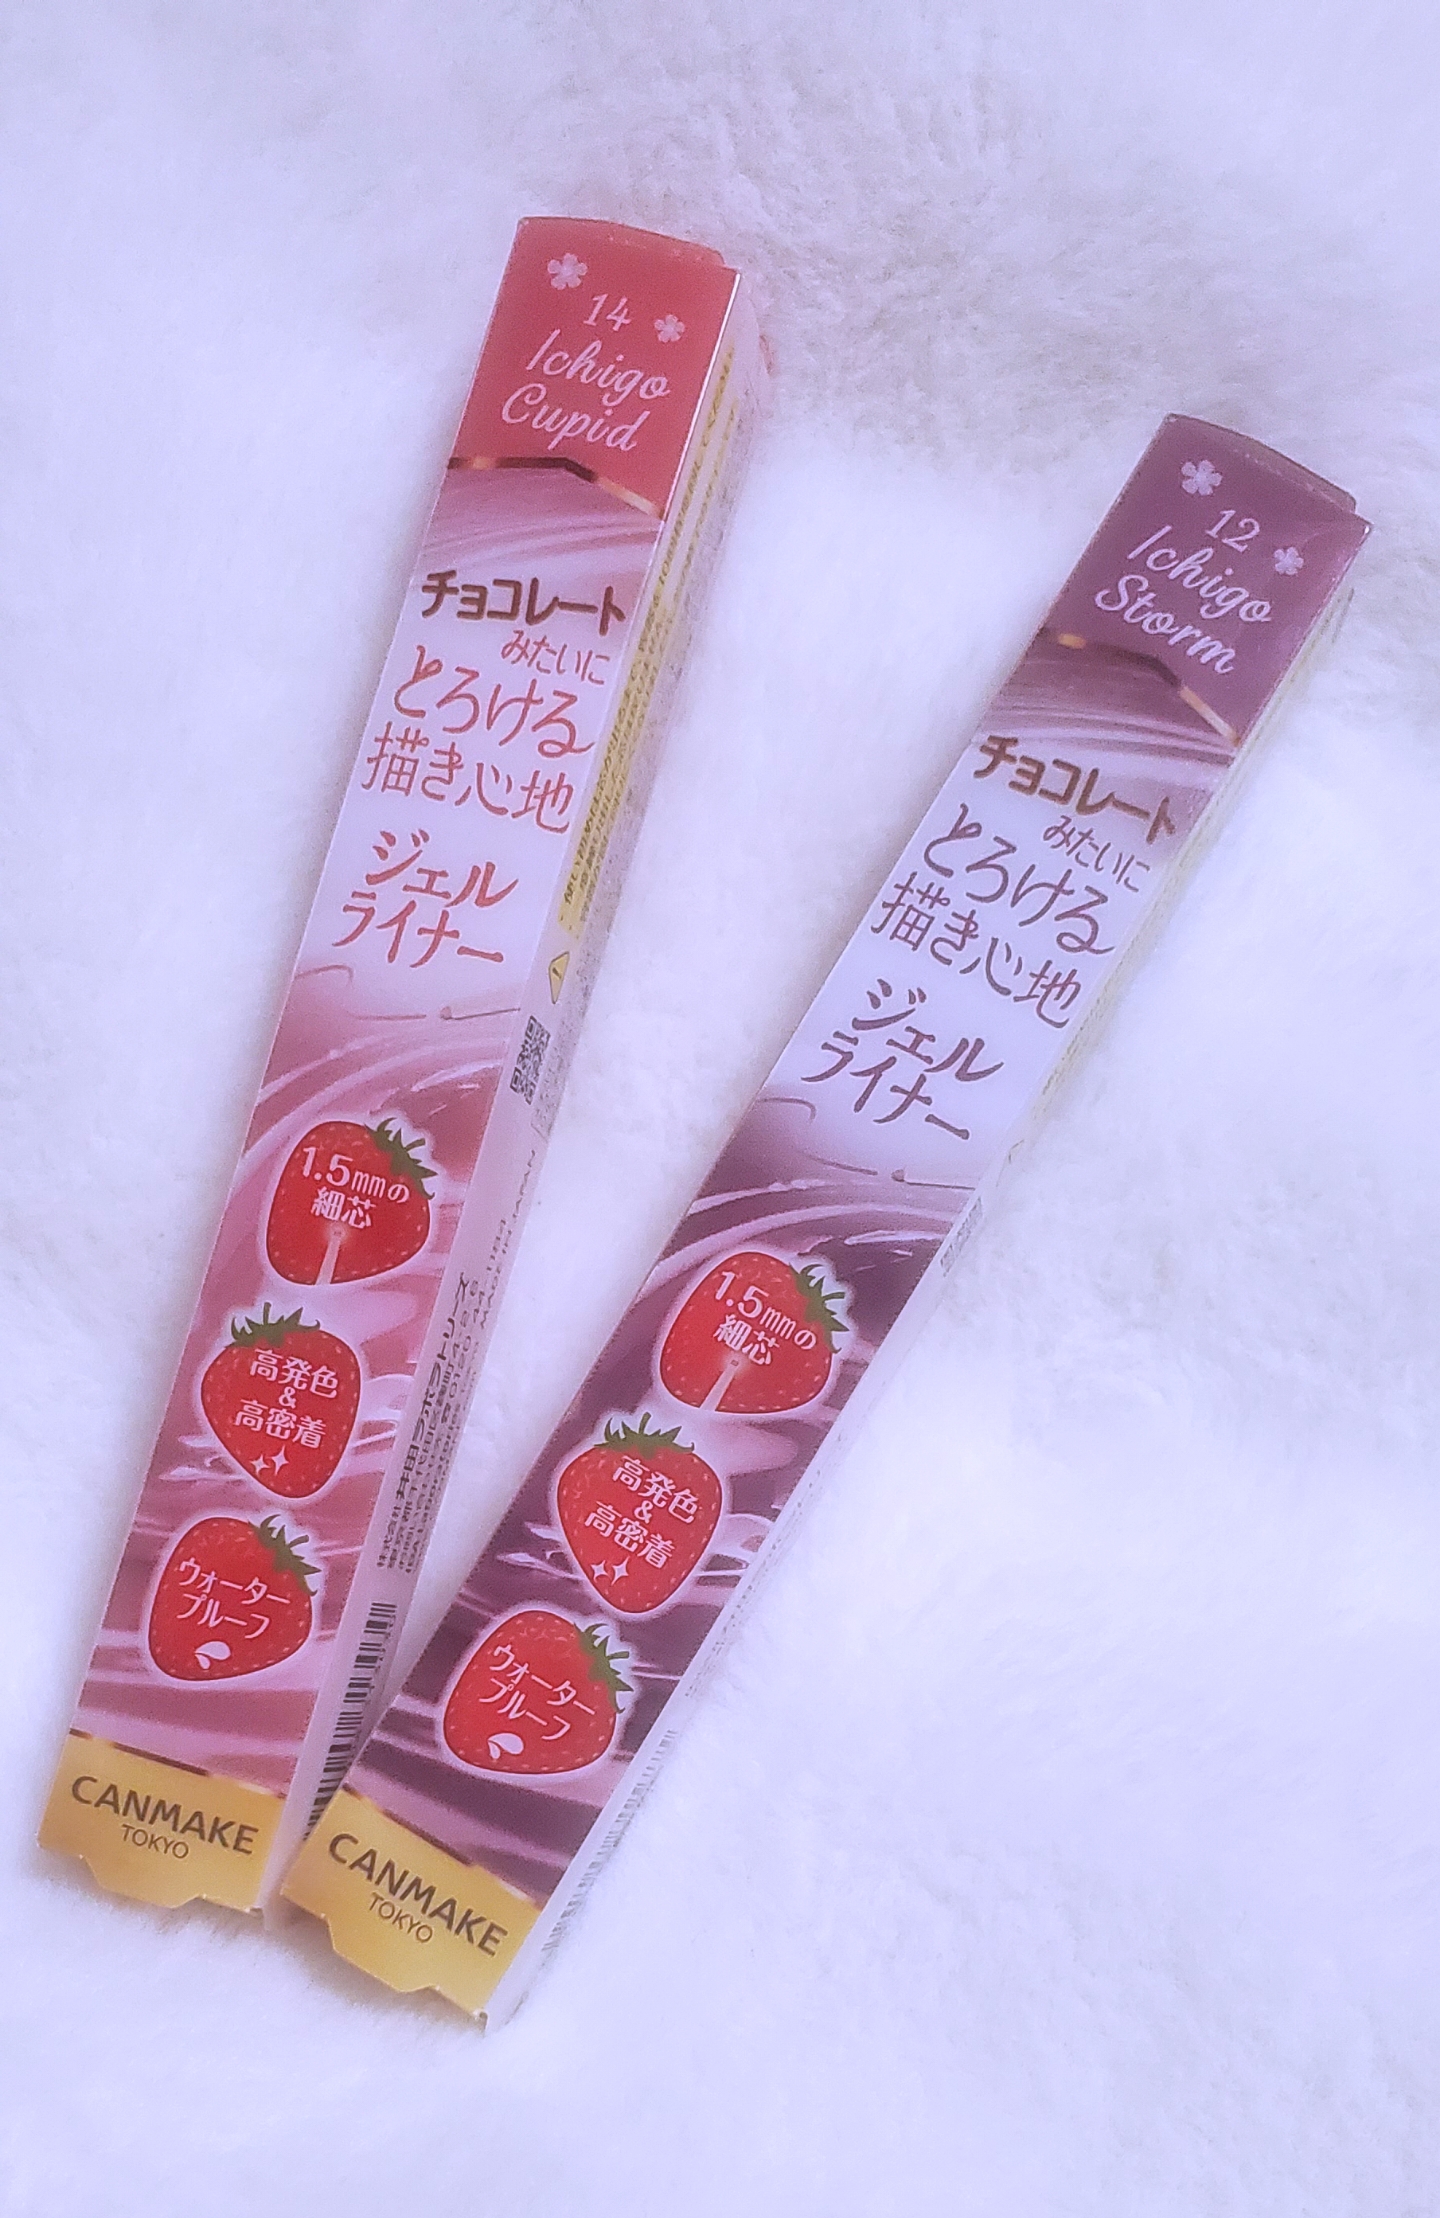 14
Ichigo
Cupid
チョコレート
みたいに
とろける
描き心地
ジェル
ライナー
1.5mmの
細芯
高発色
&
高密着
ウォーター
プルーフ
CANMAKE
TOKYO
MADE IN JAPAN
12
Ichigo
Storm
チョコレート
みたいに
とろける
描き心地
ジェル
ライナー
1.5mmの
細芯
高発色
&
高密着
ウォーター
プルーフ
CANMAKE
TOKYO